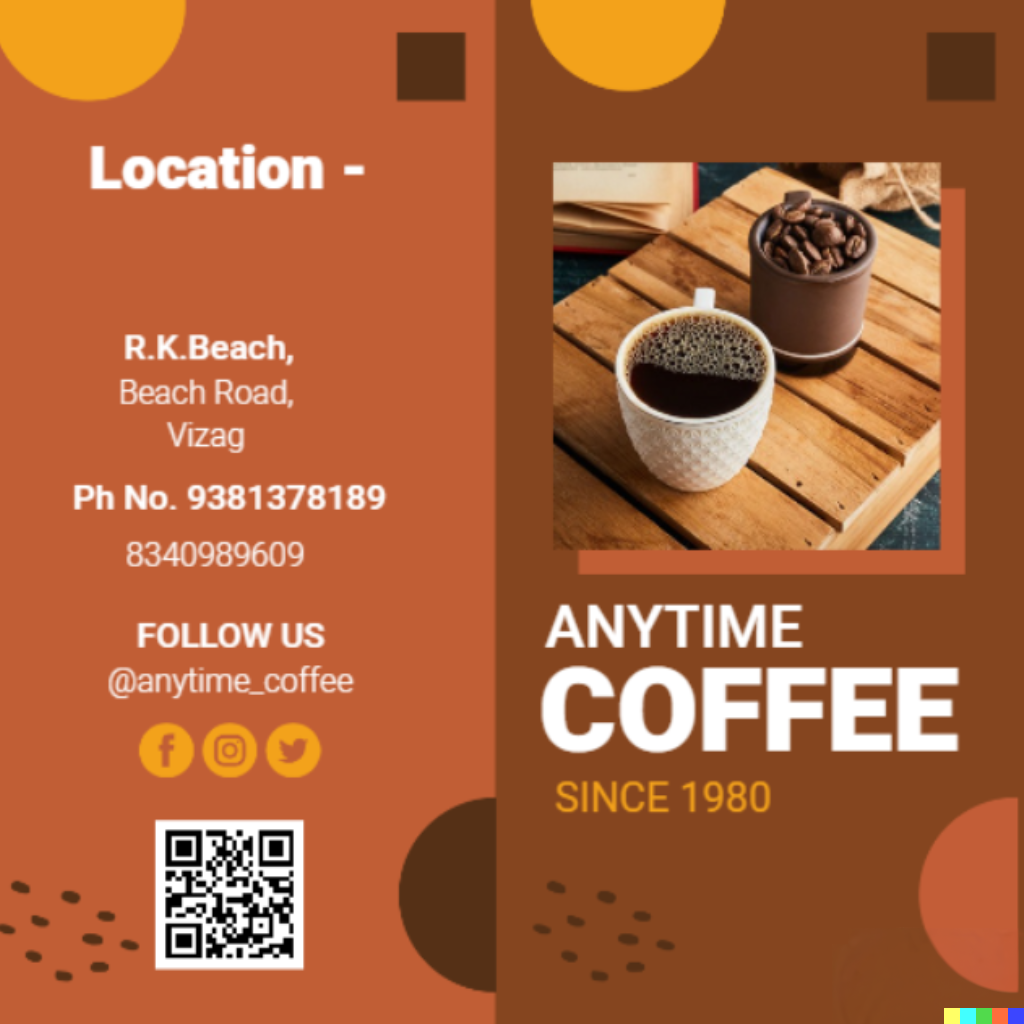 Location -
R.K.Beach,
Beach Road,
Vizag
Ph No. 9381378189
8340989609
FOLLOW US
@anytime_coffee
ANYTIME
COFFEE
SINCE 1980